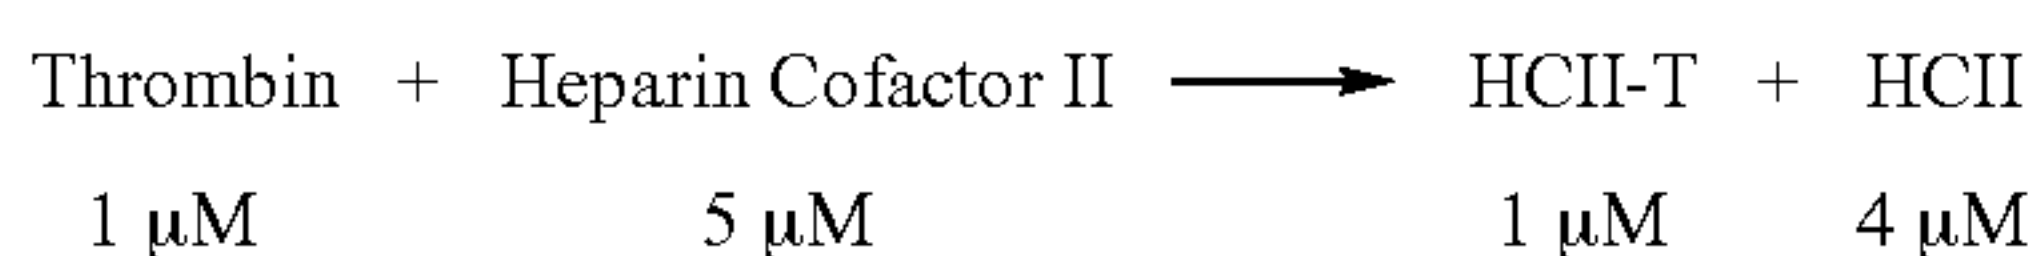 Thrombin + Heparin Cofactor II ⟶ HCII-T + HCII
1 μM 5 μM 1 μM 4 μM